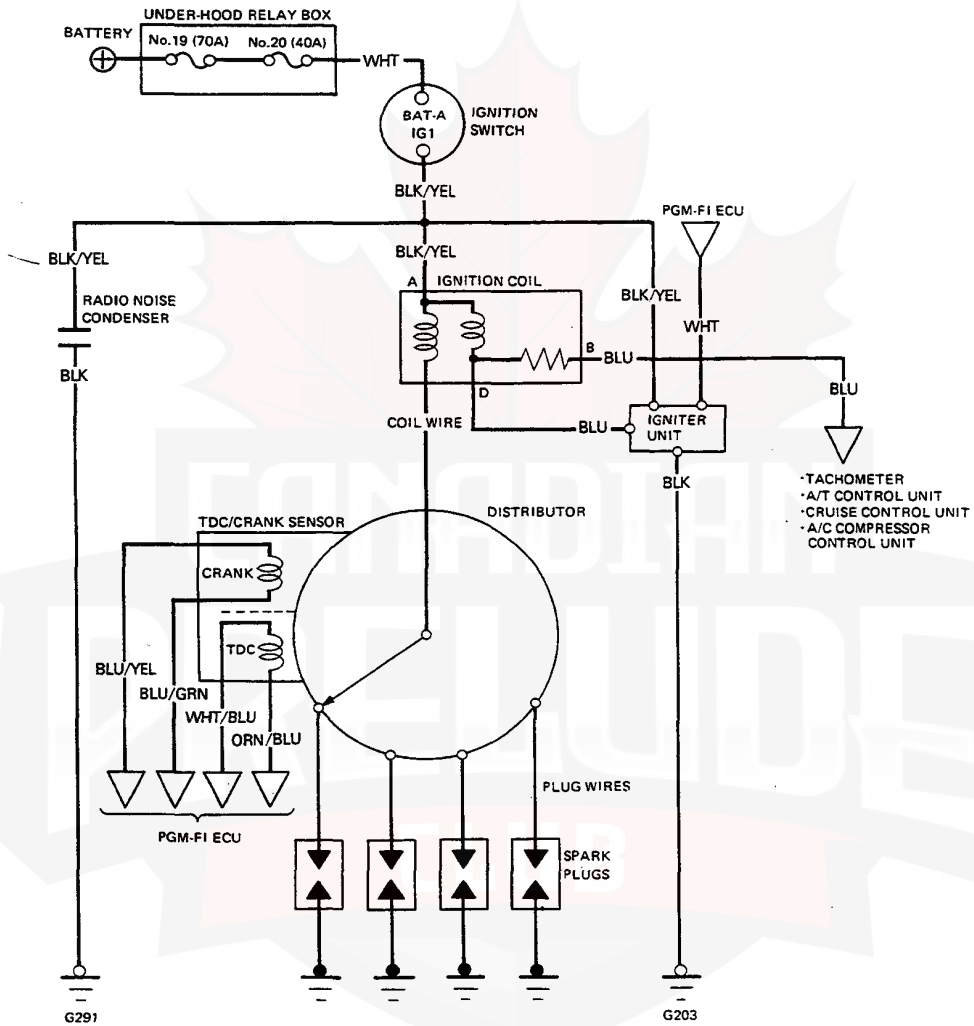 UNDER-HOOD RELAY BOX
BATTERY
No.19 (70A) No.20 (40A)
WHT
BAT-A
IG1
IGNITION
SWITCH
BLK/YEL
PGM-FI ECU
BLK/YEL
BLK/YEL
A IGNITION COIL
RADIO NOISE
CONDENSER
BLK/YEL
WHT
B
BLU
BLK
D
BLU
COIL WIRE
BLU
IGNITER
UNIT
BLK
·TACHOMETER
·A/T CONTROL UNIT
·CRUISE CONTROL UNIT
·A/C COMPRESSOR
CONTROL UNIT
DISTRIBUTOR
TDC/CRANK SENSOR
CRANK
TDC
BLU/YEL
BLU/GRN
WHT/BLU
ORN/BLU
PGM-FI ECU
PLUG WIRES
SPARK
PLUGS
G291
G203
CANADIAN
PRELUDE
CLUB